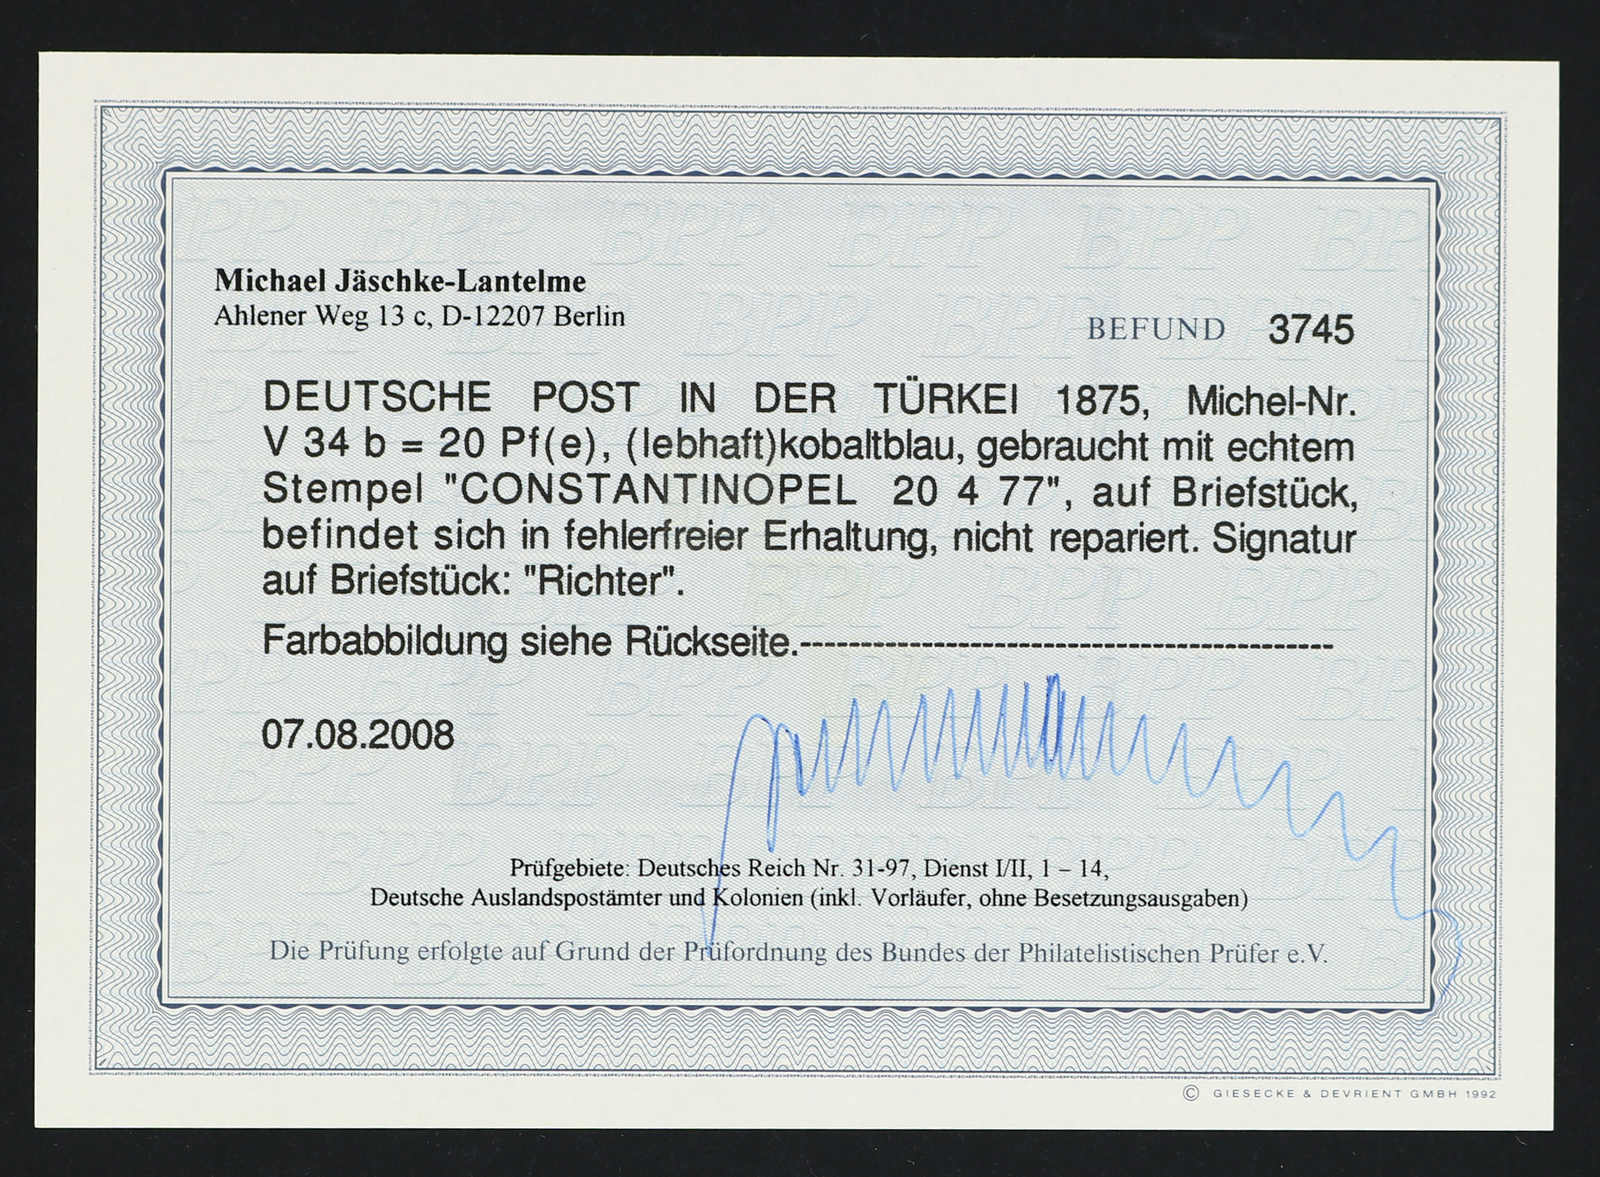 Michael Jäschke-Lantelme
Ahlener Weg 13 c, D-12207 Berlin
BEFUND 3745
DEUTSCHE POST IN DER TÜRKEI 1875, Michel-Nr.
V 34 b = 20 Pf(e), (lebhaft)kobaltblau, gebraucht mit echtem
Stempel "CONSTANTINOPEL 20 4 77", auf Briefstück,
befindet sich in fehlerfreier Erhaltung, nicht repariert. Signatur
auf Briefstück: "Richter".
Farbabbildung siehe Rückseite.--------------------------------------------
07.08.2008
Prüfgebiete: Deutsches Reich Nr. 31-97, Dienst I/II, 1 – 14,
Deutsche Auslandspostämter und Kolonien (inkl. Vorläufer, ohne Besetzungsausgaben)
Die Prüfung erfolgte auf Grund der Prüfordnung des Bundes der Philatelistischen Prüfer e.V.
© GIESECKE & DEVRIENT GMBH 1992